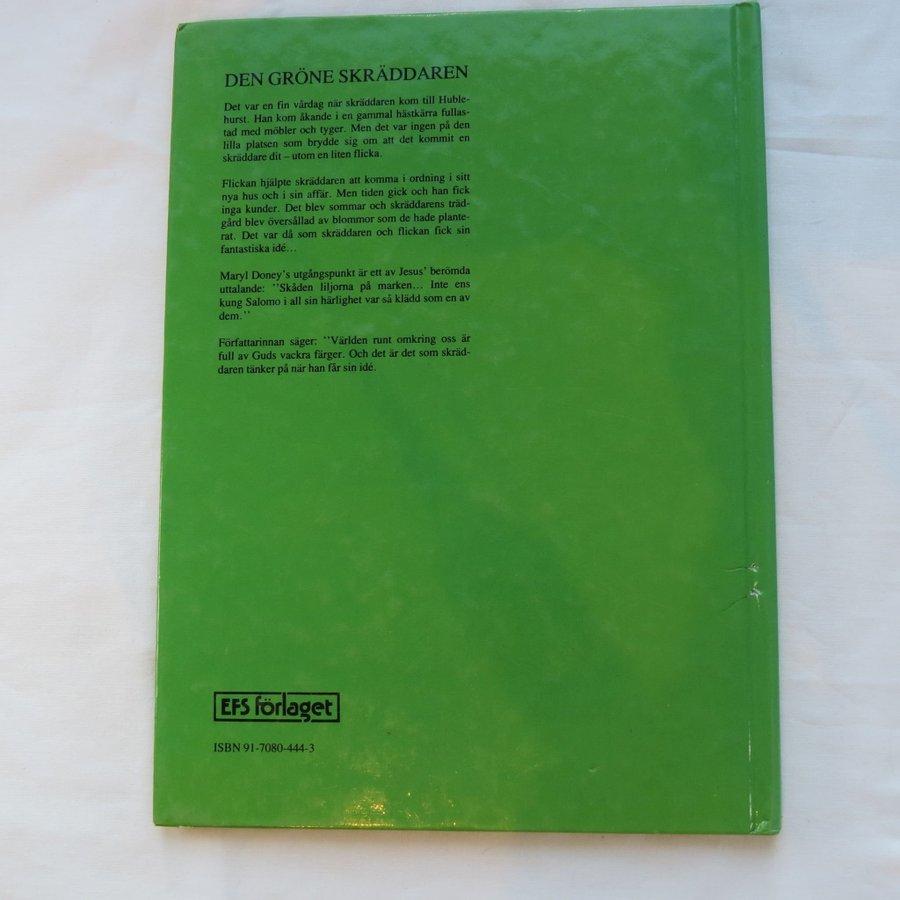 DEN GRÖNE SKRÄDDAREN
Det var en fin vårdag när skräddaren kom till Huble-
hurst. Han kom åkande i en gammal hästkärra fullas-
tad med möbler och tyger. Men det var ingen på den
lilla platsen som brydde sig om att det kommit en
skräddare dit – utom en liten flicka.
Flickan hjälpte skräddaren att komma i ordning i sitt
nya hus och i sin affär. Men tiden gick och han fick
inga kunder. Det blev sommar och skräddarens träd-
gård blev översållad av blommor som de hade plante-
rat. Det var då som skräddaren och flickan fick sin
fantastiska idé...
Maryl Doney's utgångspunkt är ett av Jesus' berömda
uttalande: ''Skåden liljorna på marken... Inte ens
kung Salomo i all sin härlighet var så klädd som en av
dem.''
Författarinnan säger: ''Världen runt omkring oss är
full av Guds vackra färger. Och det är det som skräd-
daren tänker på när han får sin idé.
EFS förlaget
ISBN 91-7080-444-3